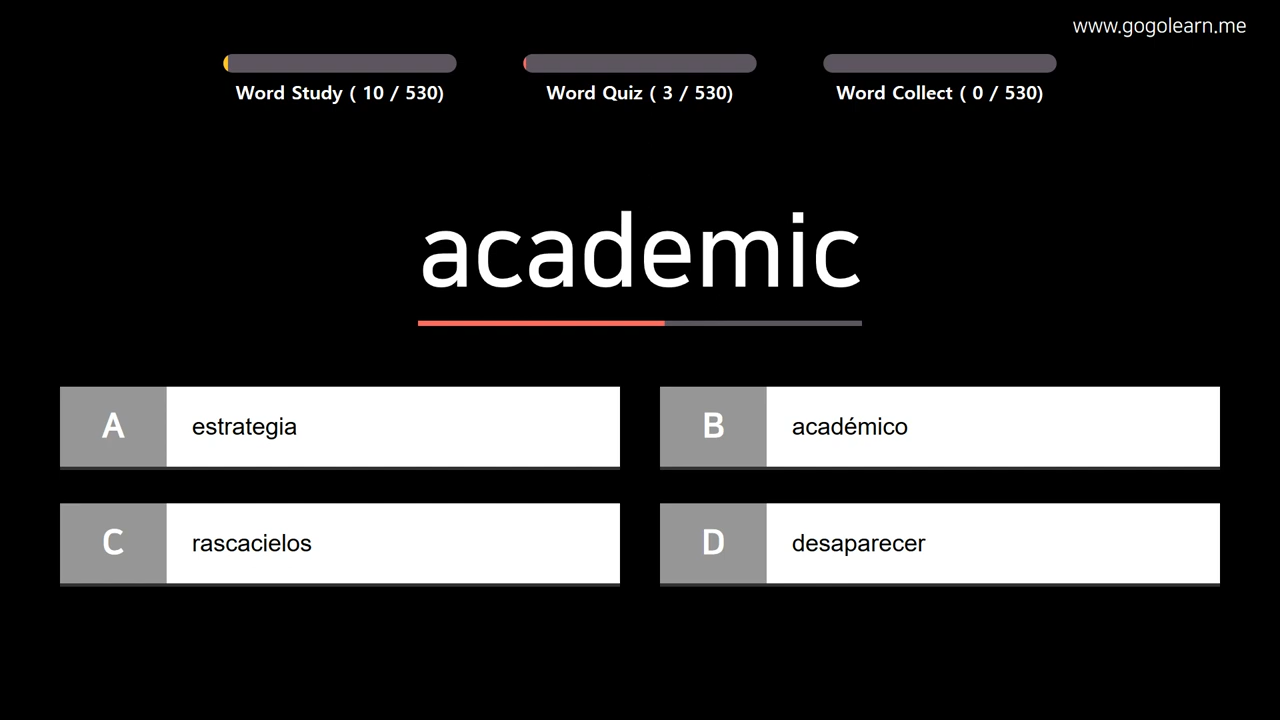 www.gogolearn.me
Word Study ( 10 / 530)
Word Quiz ( 3 / 530)
Word Collect ( 0 / 530)
academic
A estrategia
B académico
C rascacielos
D desaparecer